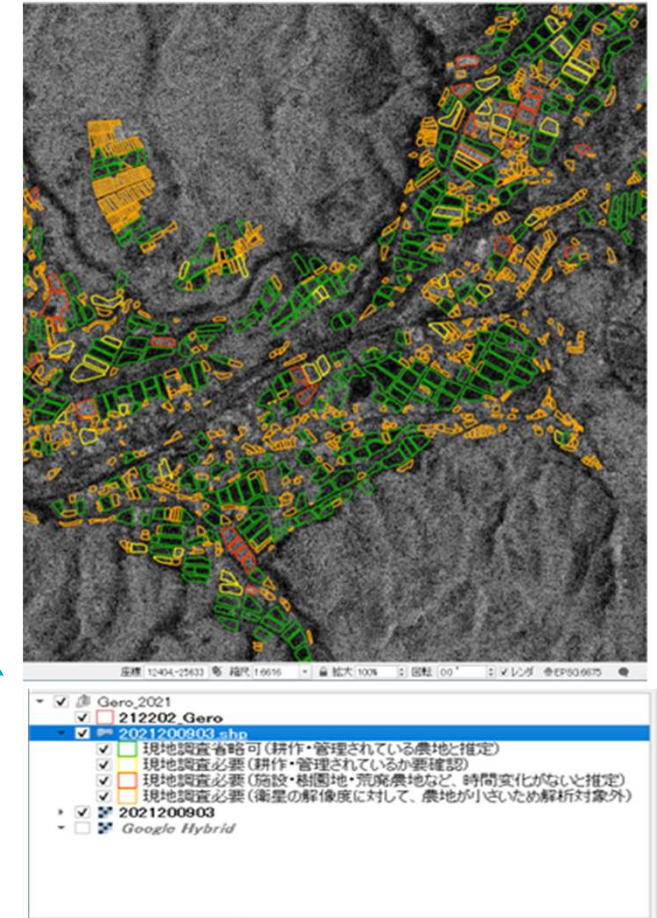 座標 12404,-25633 縮尺 1:6616 拡大 100% 回転 0.0° レンダ EPSG:6675
Gero_2021
212202_Gero
2021200903.shp
現地調査省略可(耕作・管理されている農地と推定)
現地調査必要(耕作・管理されているか要確認)
現地調査必要(施設・樹園地・荒廃農地など、時間変化がないと推定)
現地調査必要(衛星の解像度に対して、農地が小さいため解析対象外)
2021200903
Google Hybrid